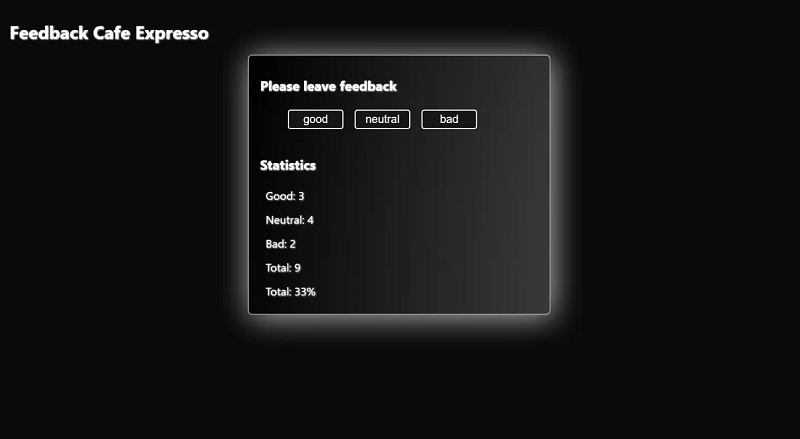 Feedback Cafe Expresso
Please leave feedback
good neutral bad
Statistics
Good: 3
Neutral: 4
Bad: 2
Total: 9
Total: 33%